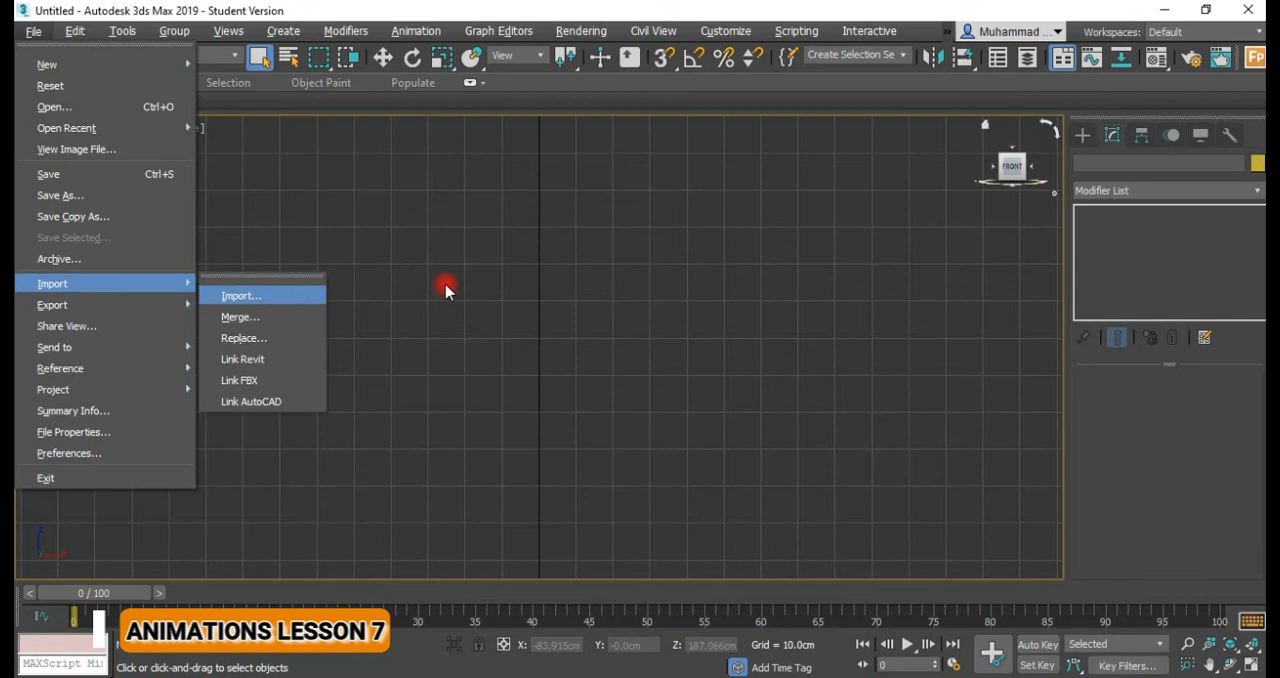 Untitled - Autodesk 3ds Max 2019 - Student Version
File Edit Tools Group Views Create Modifiers Animation Graph Editors Rendering Civil View Customize Scripting Interactive Muhammad ... Workspaces: Default
View Create Selection Se
Selection Object Paint Populate
New
Reset
Open... Ctrl+O
Open Recent
View Image File...
Save Ctrl+S
Save As...
Save Copy As...
Save Selected...
Archive...
Import
Export
Share View...
Send to
Reference
Project
Summary Info...
File Properties...
Preferences...
Exit
Import...
Merge...
Replace...
Link Revit
Link FBX
Link AutoCAD
FRONT
Modifier List
0 / 100
30 35 40 45 50 55 60 65 70 75 80 85 90 95 100
ANIMATIONS LESSON 7
X: -83.915cm Y: -0.0cm Z: 187.066cm Grid = 10.0cm Auto Key Selected
MAXScript Mi Click or click-and-drag to select objects Add Time Tag 0 Set Key Key Filters...